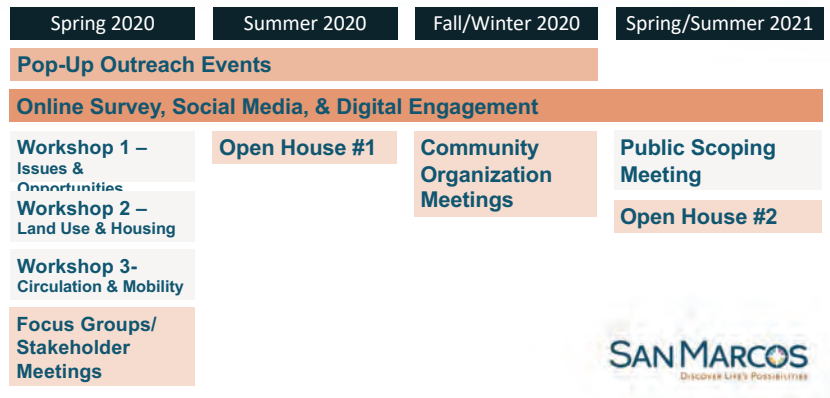 Spring 2020
Summer 2020
Fall/Winter 2020
Spring/Summer 2021
Pop-Up Outreach Events
Online Survey, Social Media, & Digital Engagement
Workshop 1 –
Issues &
Opportunities
Workshop 2 –
Land Use & Housing
Workshop 3-
Circulation & Mobility
Focus Groups/
Stakeholder
Meetings
Open House #1
Community
Organization
Meetings
Public Scoping
Meeting
Open House #2
SAN MARCOS
DISCOVER LIFE'S POSSIBILITIES